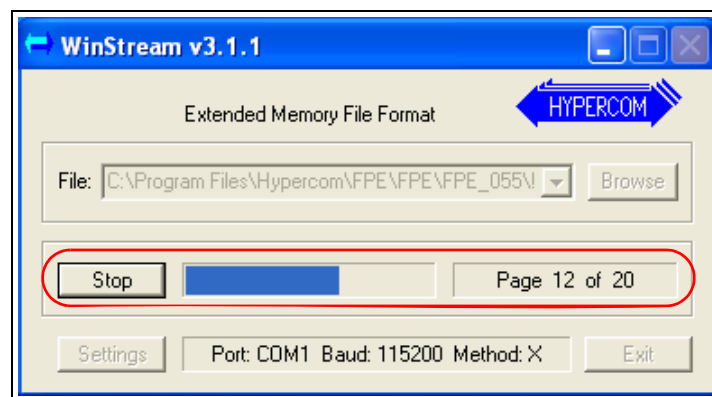 WinStream v3.1.1
Extended Memory File Format
HYPERCOM
File: C:\Program Files\Hypercom\FPE\FPE\FPE_055\! Browse
Stop Page 12 of 20
Settings Port: COM1 Baud: 115200 Method: X Exit